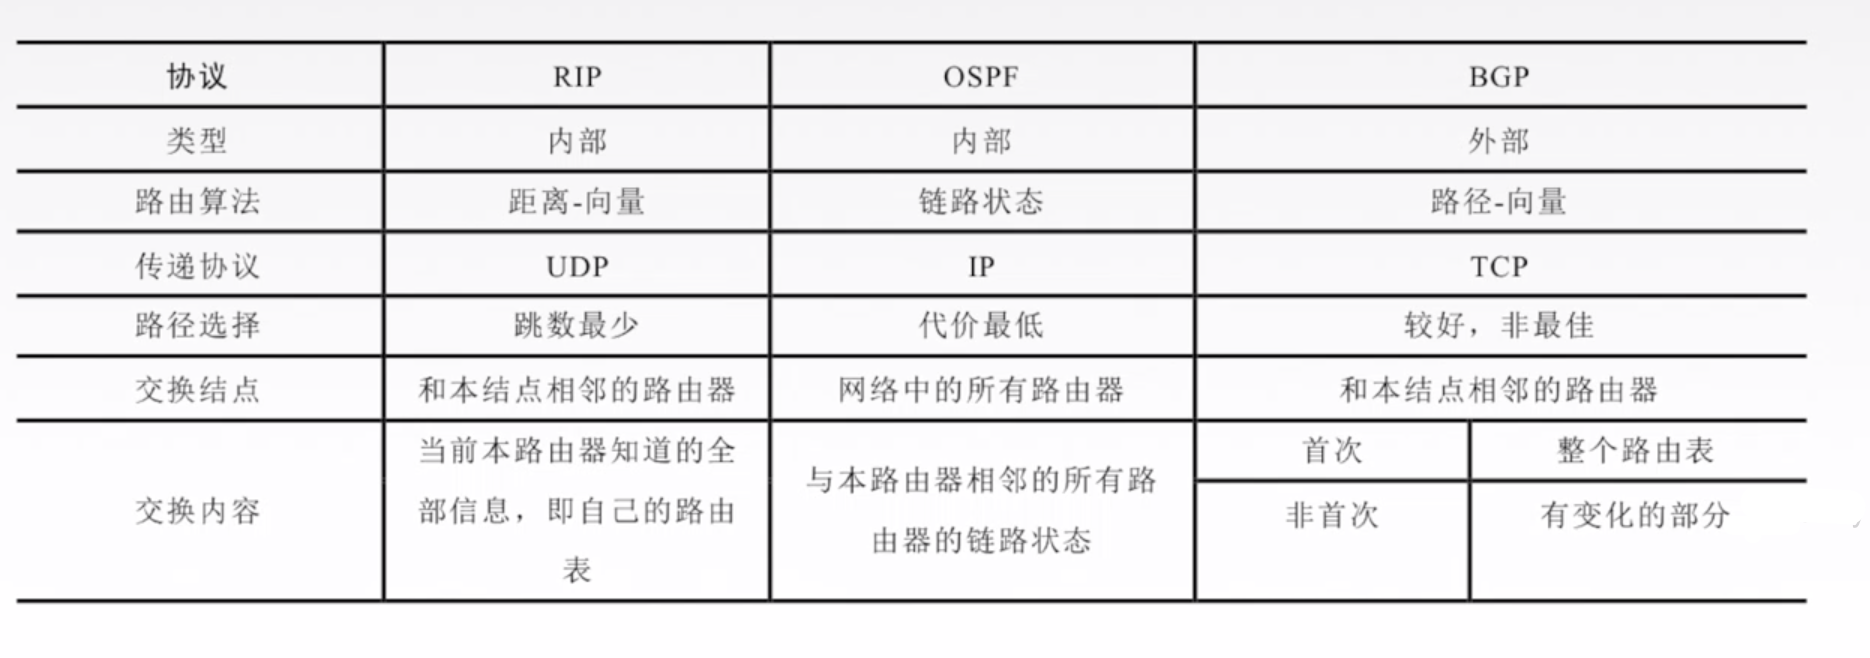 协议 RIP OSPF BGP
类型 内部 内部 外部
路由算法 距离-向量 链路状态 路径-向量
传递协议 UDP IP TCP
路径选择 跳数最少 代价最低 较好，非最佳
交换结点 和本结点相邻的路由器 网络中的所有路由器 和本结点相邻的路由器
交换内容
当前本路由器知道的全
部信息，即自己的路由
表
与本路由器相邻的所有路
由器的链路状态
首次 整个路由表
非首次 有变化的部分